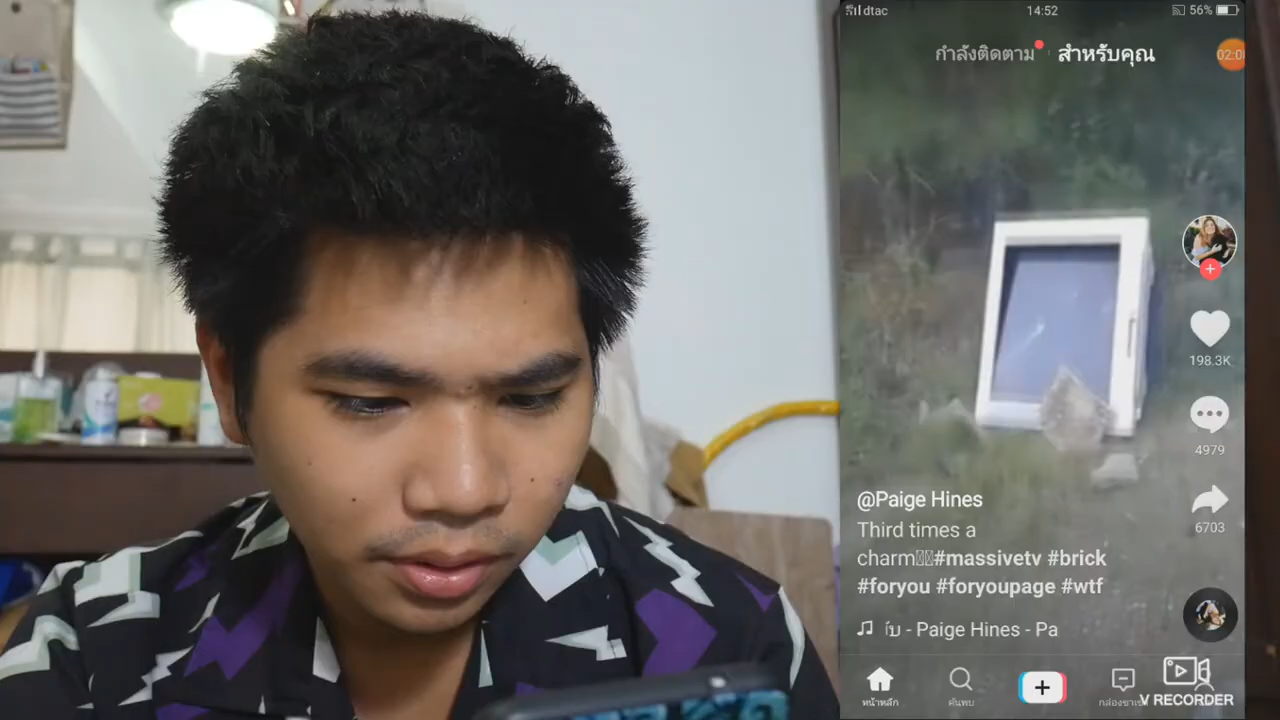 dtac
14:52
56%
กำลังติดตาม
สำหรับคุณ
198.3K
4979
6703
@Paige Hines
Third times a
charm #massivetv #brick
#foryou #foryoupage #wtf
- Paige Hines - Pa
หน้าหลัก
ค้นพบ
V RECORDER